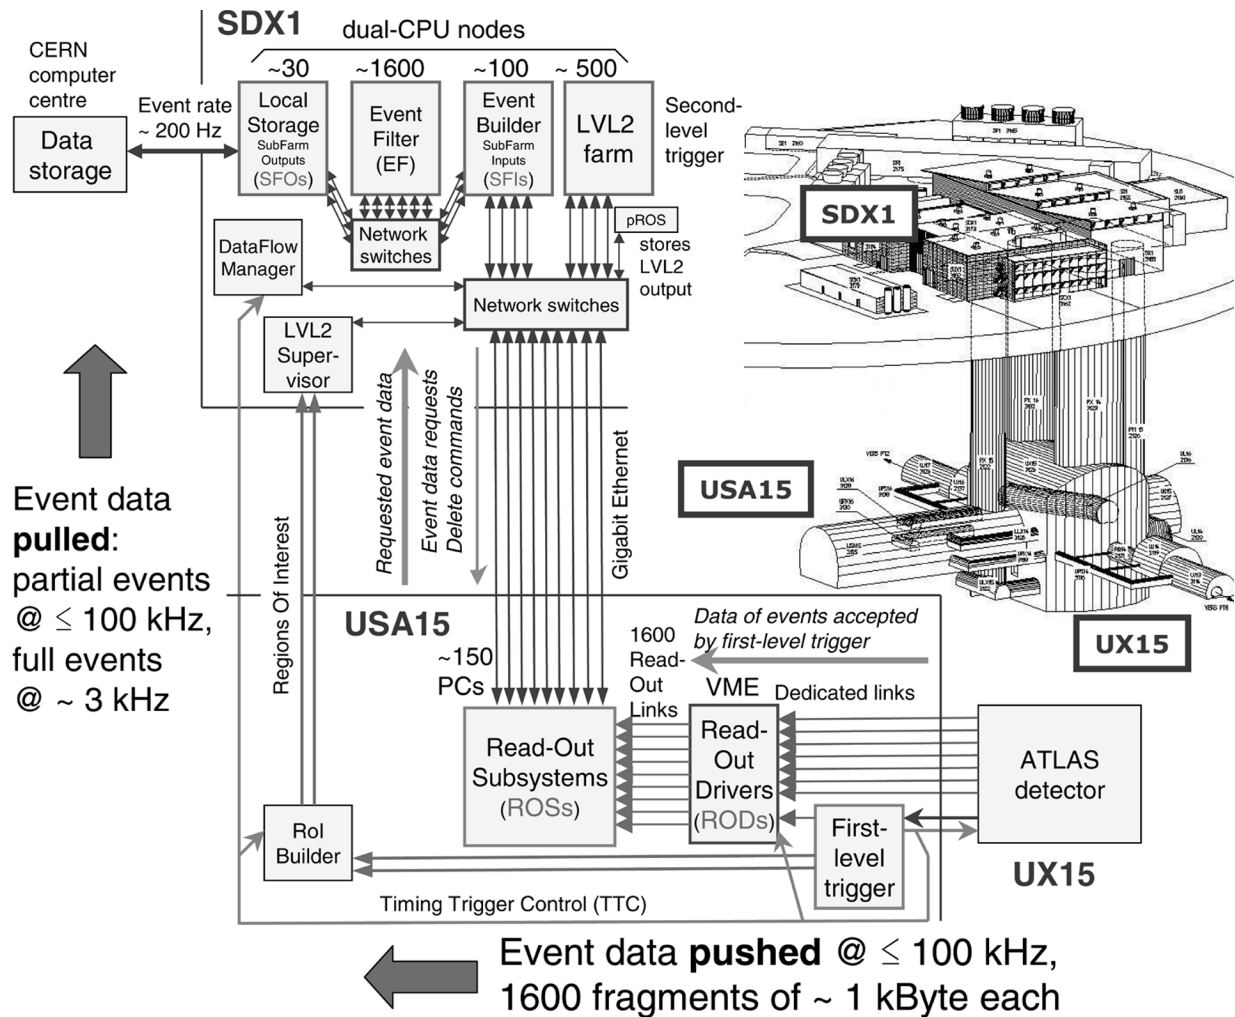 SDX1
dual-CPU nodes
CERN
computer
centre
~30
~1600
~100
~ 500
Event rate
~ 200 Hz
Data
storage
Local
Storage
SubFarm
Outputs
(SFOs)
Event
Filter
(EF)
Event
Builder
SubFarm
Inputs
(SFIs)
LVL2
farm
Second-
level
trigger
pROS
stores
LVL2
output
Network
switches
DataFlow
Manager
Network switches
LVL2
Super-
visor
Requested event data
Event data requests
Delete commands
Gigabit Ethernet
Regions Of Interest
Event data
pulled:
partial events
@ ≤ 100 kHz,
full events
@ ~ 3 kHz
USA15
Data of events accepted
by first-level trigger
~150
PCs
1600
Read-
Out
Links
VME
Dedicated links
Read-Out
Subsystems
(ROSs)
Read-
Out
Drivers
(RODs)
ATLAS
detector
First-
level
trigger
RoI
Builder
UX15
Timing Trigger Control (TTC)
Event data pushed @ ≤ 100 kHz,
1600 fragments of ~ 1 kByte each
SDX1
USA15
UX15